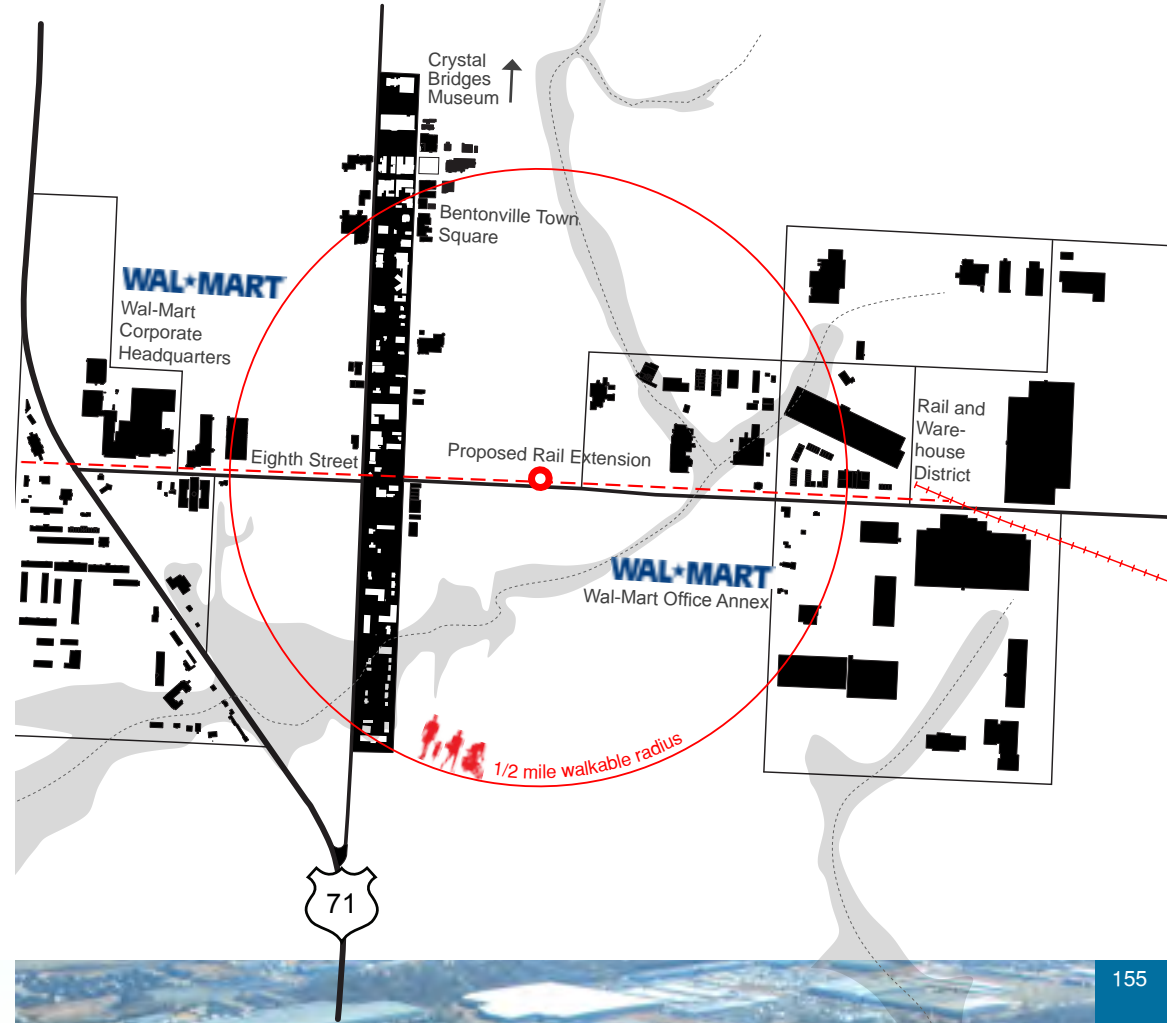 Crystal
Bridges
Museum
Bentonville Town
Square
WAL★MART
Wal-Mart
Corporate
Headquarters
Eighth Street
Proposed Rail Extension
Rail and
Ware-
house
District
WAL★MART
Wal-Mart Office Annex
1/2 mile walkable radius
71
155